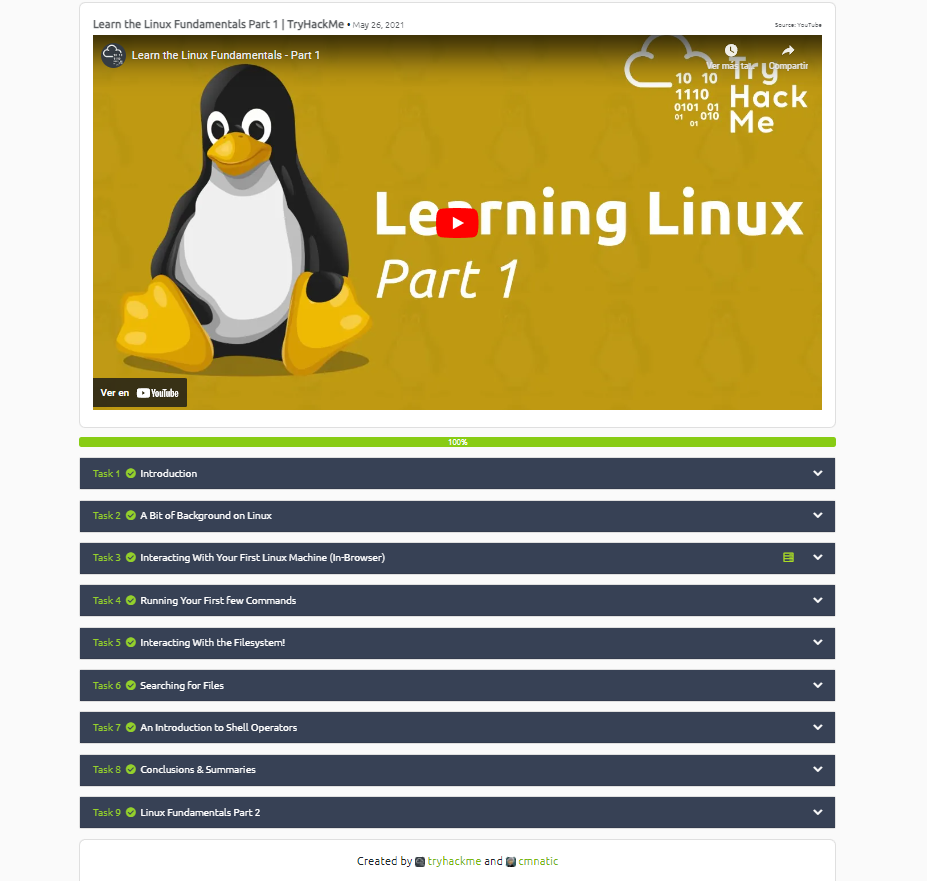 Learn the Linux Fundamentals Part 1 | TryHackMe • May 26, 2021
Source: YouTube
Learn the Linux Fundamentals - Part 1
Ver más ta...
Compartir
10 10
1110
0101 01
01 010
01
Try
Hack
Me
Learning Linux
Part 1
Ver en YouTube
100%
Task 1 Introduction
Task 2 A Bit of Background on Linux
Task 3 Interacting With Your First Linux Machine (In-Browser)
Task 4 Running Your First few Commands
Task 5 Interacting With the Filesystem!
Task 6 Searching for Files
Task 7 An Introduction to Shell Operators
Task 8 Conclusions & Summaries
Task 9 Linux Fundamentals Part 2
Created by tryhackme and cmnatic